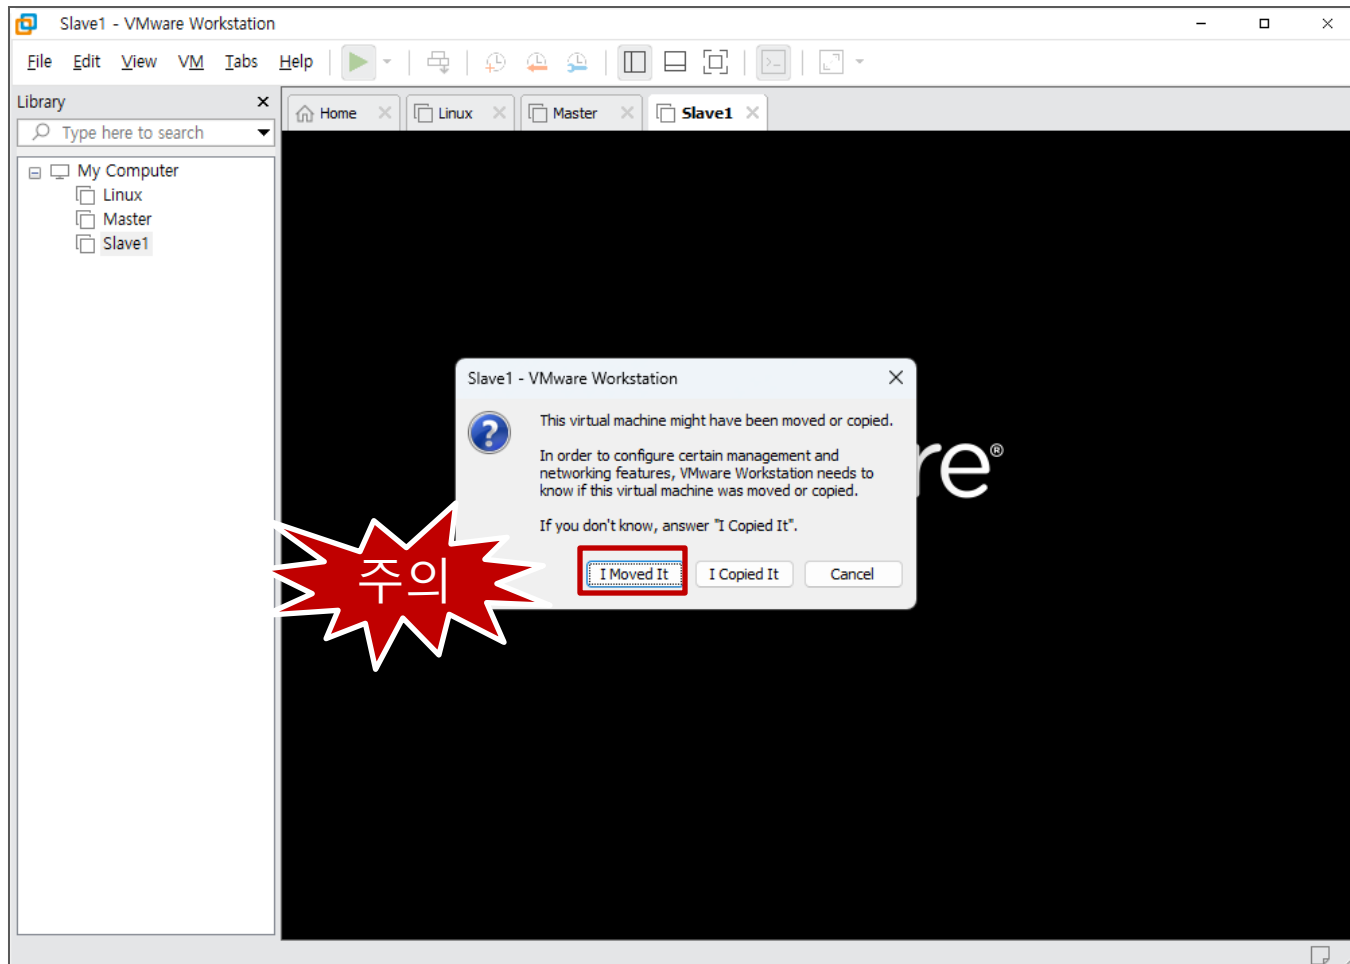 Slave1 - VMware Workstation
File Edit View VM Tabs Help
Library
Type here to search
My Computer
Linux
Master
Slave1
Home Linux Master Slave1
re®
Slave1 - VMware Workstation
This virtual machine might have been moved or copied.
In order to configure certain management and
networking features, VMware Workstation needs to
know if this virtual machine was moved or copied.
If you don't know, answer "I Copied It".
I Moved It I Copied It Cancel
주의